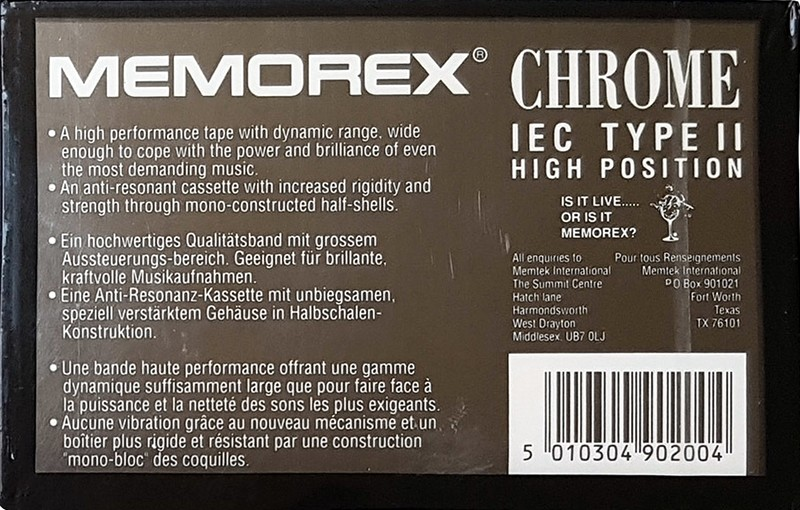 MEMOREX®
• A high performance tape with dynamic range, wide
enough to cope with the power and brilliance of even
the most demanding music.
• An anti-resonant cassette with increased rigidity and
strength through mono-constructed half-shells.
• Ein hochwertiges Qualitätsband mit grossem
Aussteuerungs-bereich. Geeignet für brillante,
kraftvolle Musikaufnahmen.
• Eine Anti-Resonanz-Kassette mit unbiegsamen,
speziell verstärktem Gehäuse in Halbschalen-
Konstruktion.
• Une bande haute performance offrant une gamme
dynamique suffisamment large que pour faire face à
la puissance et la netteté des sons les plus exigeants.
• Aucune vibration grâce au nouveau mécanisme et un
boîtier plus rigide et résistant par une construction
"mono-bloc" des coquilles.
CHROME
IEC TYPE II
HIGH POSITION
IS IT LIVE.....
OR IS IT
MEMOREX?
All enquiries to
Memtek International
The Summit Centre
Hatch lane
Harmondsworth
West Drayton
Middlesex. UB7 0LJ
Pour tous Renseignements
Memtek International
PO Box 901021
Fort Worth
Texas
TX 76101
5 010304 902004